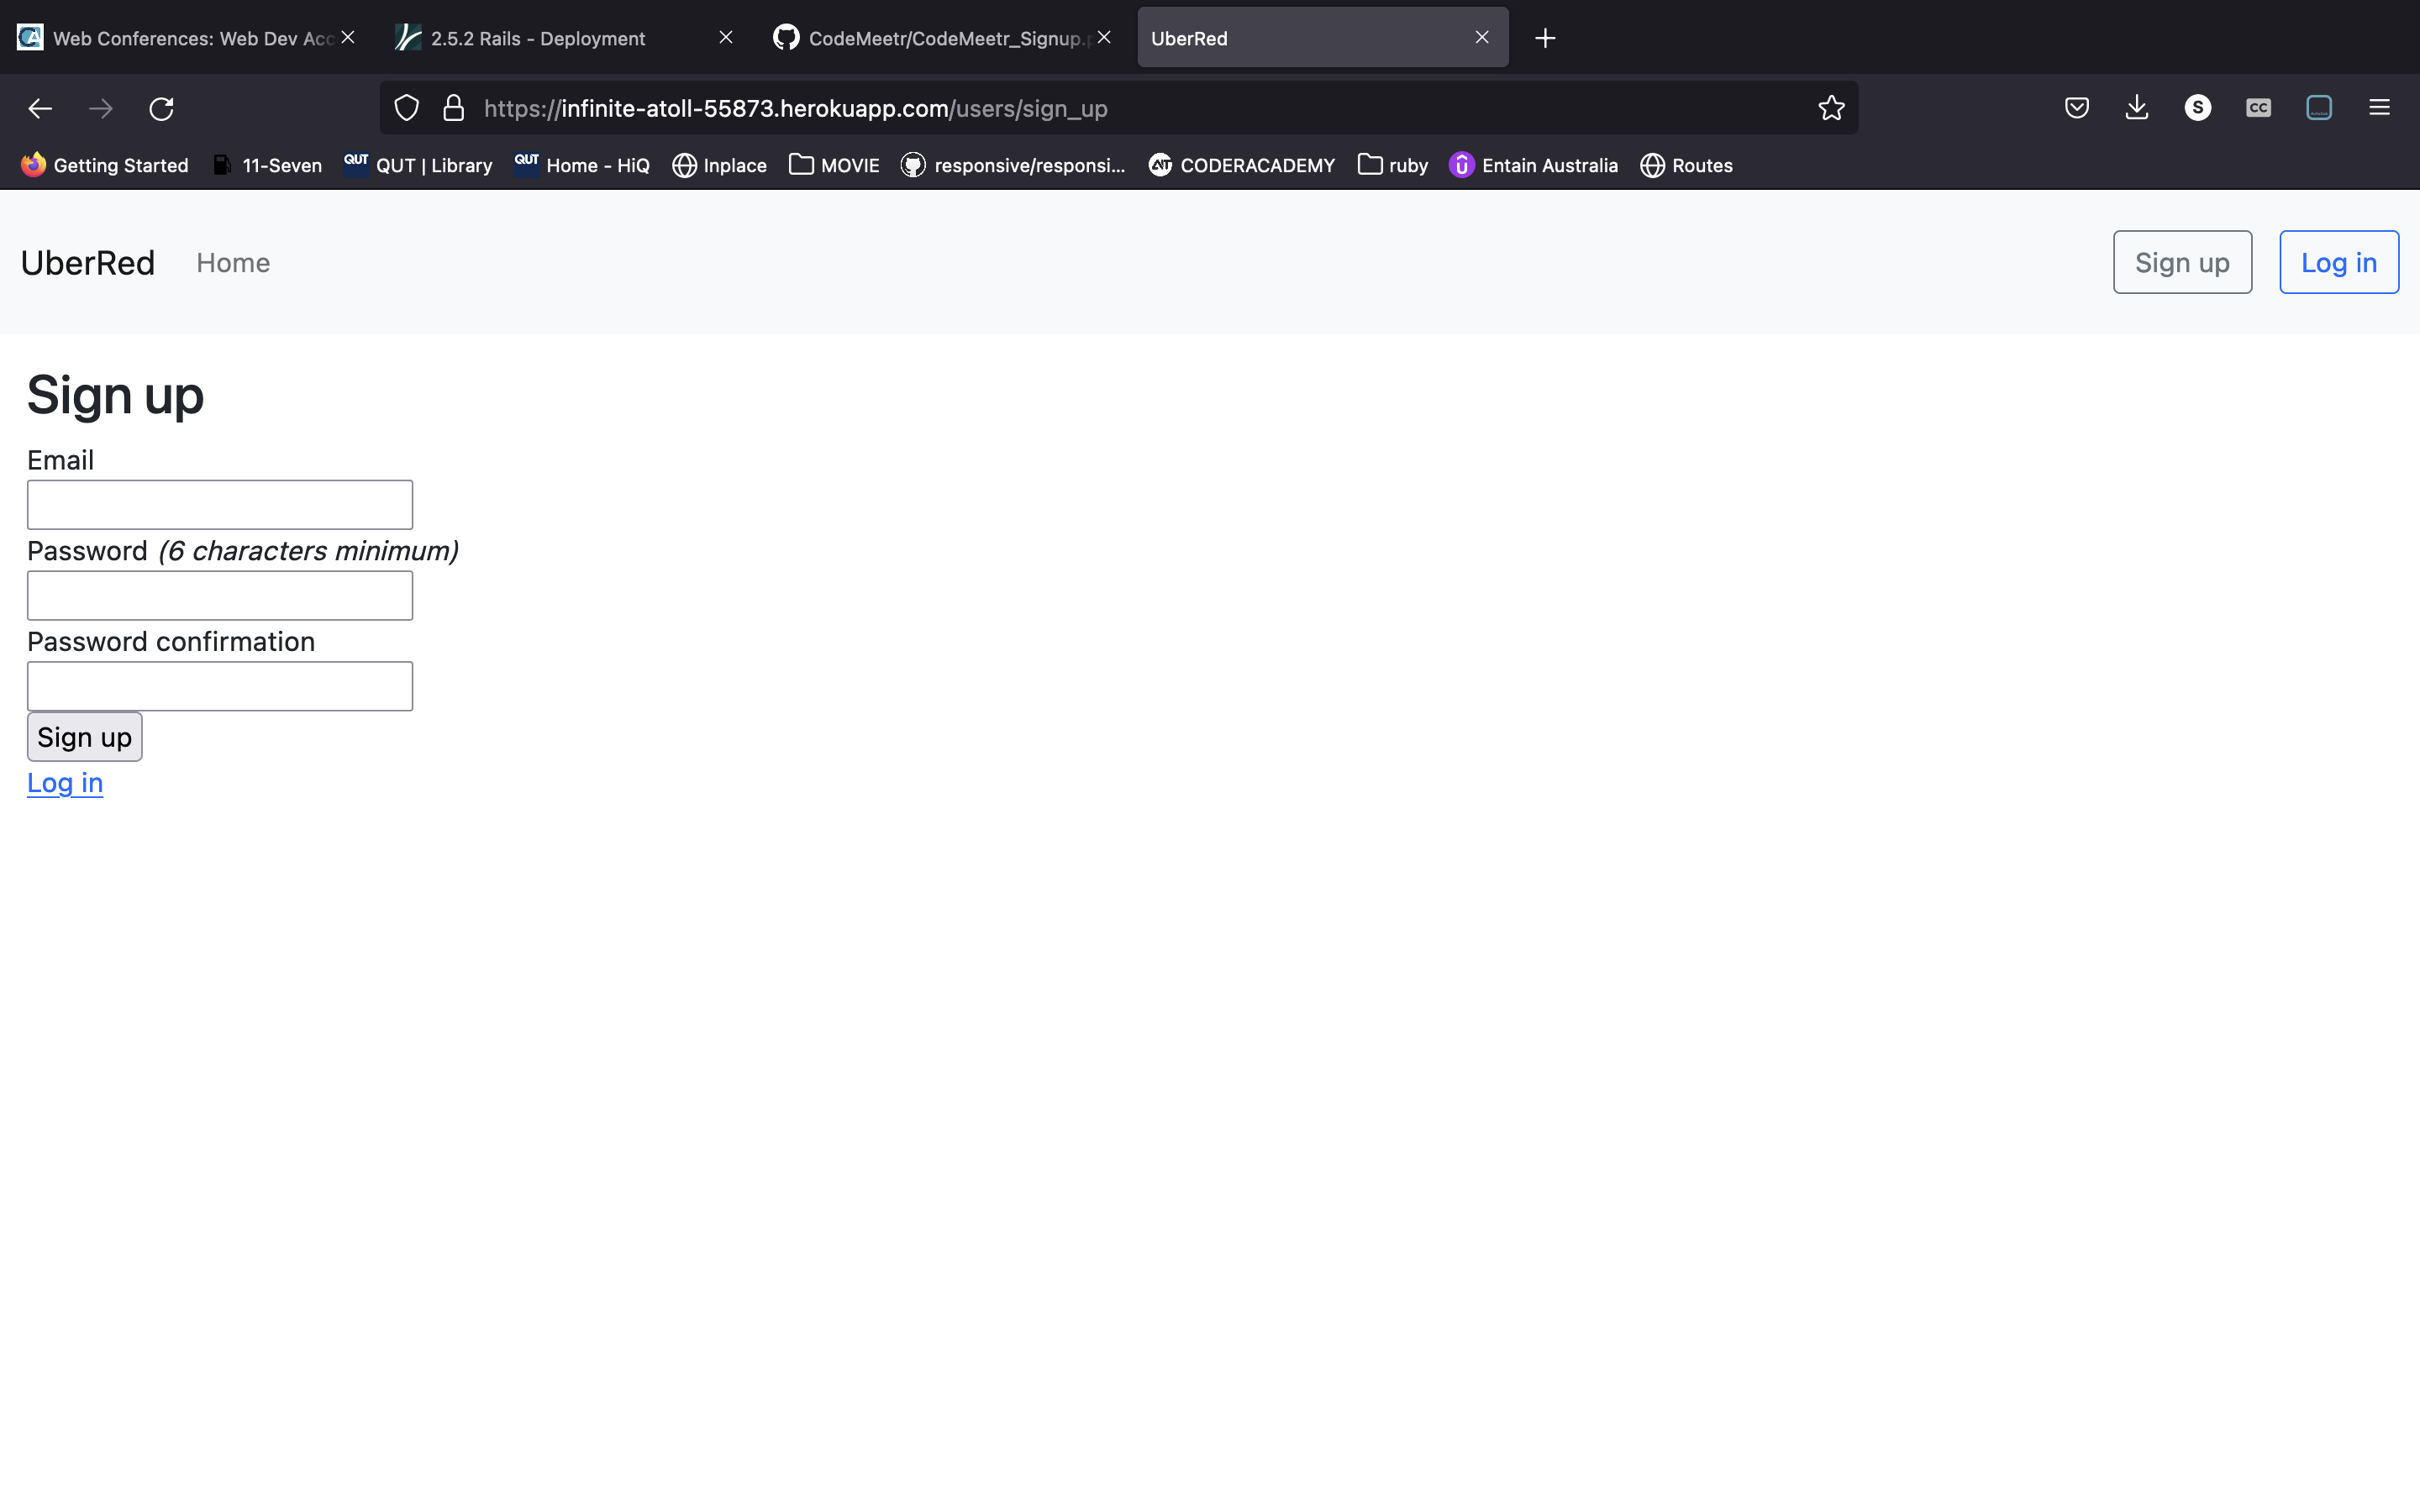 Web Conferences: Web Dev Acc
2.5.2 Rails - Deployment
CodeMeetr/CodeMeetr_Signup.p
UberRed
https://infinite-atoll-55873.herokuapp.com/users/sign_up
S
CC
Getting Started
11-Seven
QUT QUT | Library
QUT Home - HiQ
Inplace
MOVIE
responsive/responsi...
CODERACADEMY
ruby
Entain Australia
Routes
UberRed
Home
Sign up
Log in
Sign up
Email
Password (6 characters minimum)
Password confirmation
Sign up
Log in